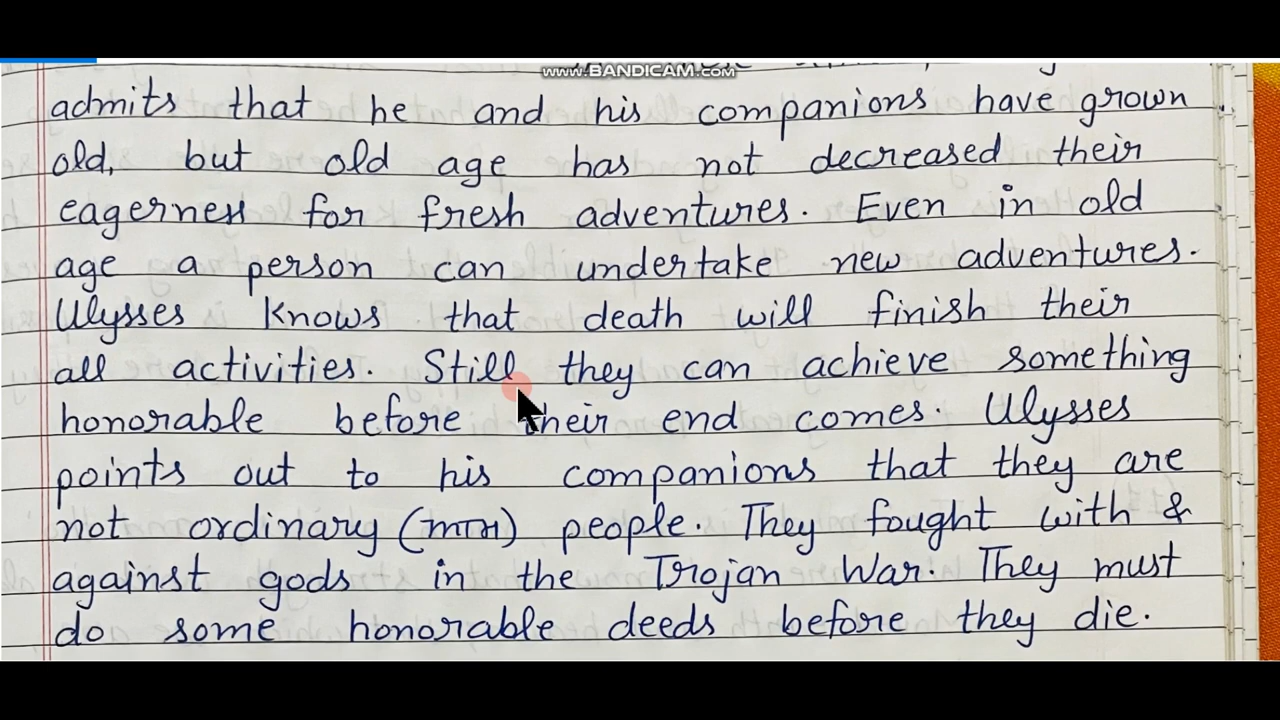 www.BANDICAM.com
admits that he and his companions have grown
old, but old age has not decreased their
eagerness for fresh adventures. Even in old
age a person can undertake new adventures.
Ulysses knows that death will finish their
all activities. Still they can achieve something
honorable before their end comes. Ulysses
points out to his companions that they are
not ordinary (आम) people. They fought with &
against gods in the Trojan War. They must
do some honorable deeds before they die.